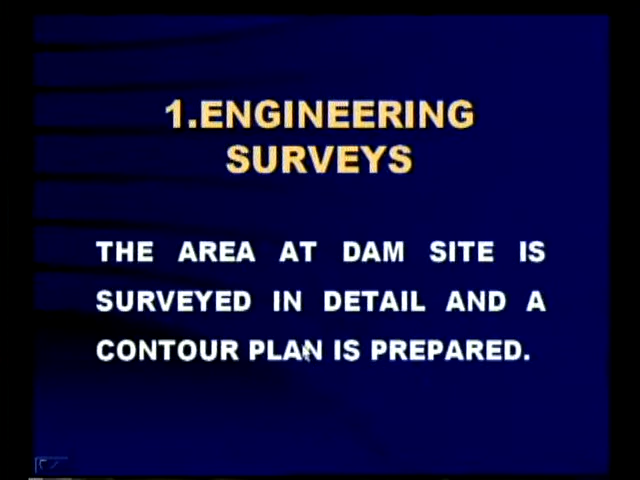 1.ENGINEERING
SURVEYS
THE AREA AT DAM SITE IS
SURVEYED IN DETAIL AND A
CONTOUR PLAN IS PREPARED.